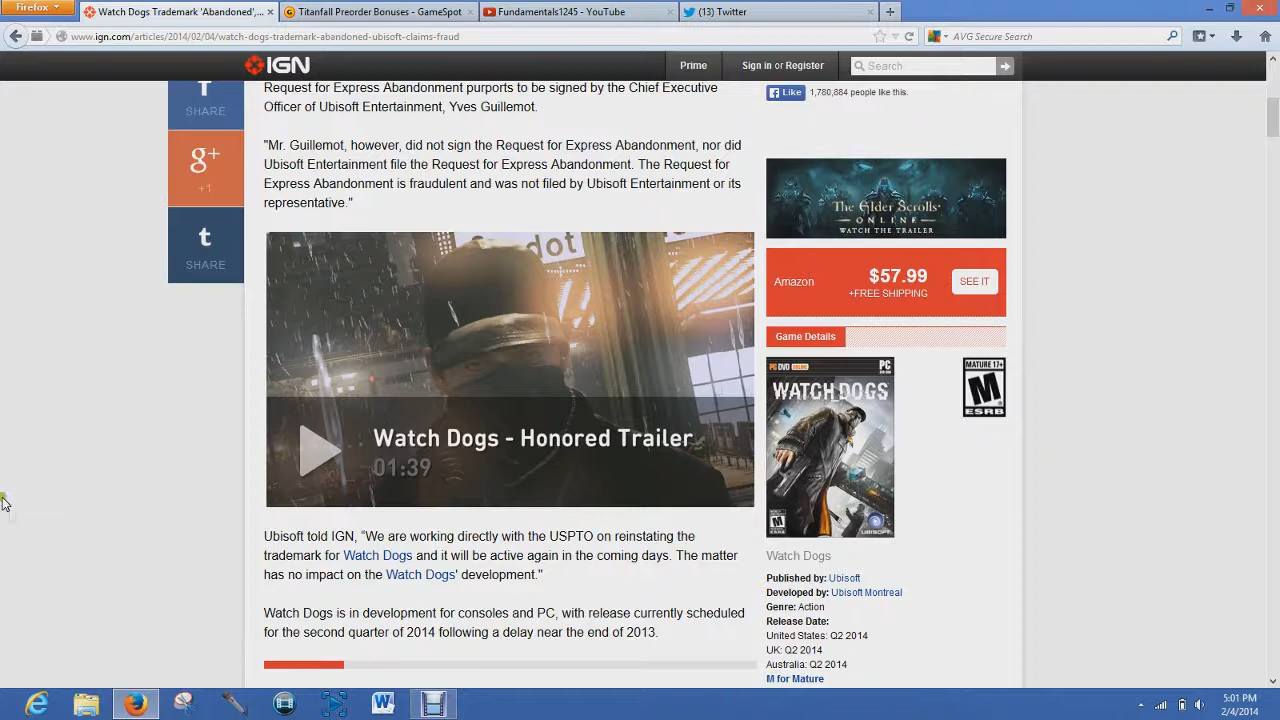 Firefox
Watch Dogs Trademark 'Abandoned',...
Titanfall Preorder Bonuses - GameSpot
Fundamentals1245 - YouTube
(13) Twitter
www.ign.com/articles/2014/02/04/watch-dogs-trademark-abandoned-ubisoft-claims-fraud
AVG Secure Search
IGN
Prime
Sign in or Register
Search
SHARE
g+
+1
t
SHARE
Request for Express Abandonment purports to be signed by the Chief Executive
Officer of Ubisoft Entertainment, Yves Guillemot.
"Mr. Guillemot, however, did not sign the Request for Express Abandonment, nor did
Ubisoft Entertainment file the Request for Express Abandonment. The Request for
Express Abandonment is fraudulent and was not filed by Ubisoft Entertainment or its
representative."
Watch Dogs - Honored Trailer
01:39
Ubisoft told IGN, "We are working directly with the USPTO on reinstating the
trademark for Watch Dogs and it will be active again in the coming days. The matter
has no impact on the Watch Dogs' development."
Watch Dogs is in development for consoles and PC, with release currently scheduled
for the second quarter of 2014 following a delay near the end of 2013.
Like
1,780,884 people like this.
The Elder Scrolls
ONLINE
WATCH THE TRAILER
Amazon
$57.99
+FREE SHIPPING
SEE IT
Game Details
PC DVD
PC
WATCH_DOGS
M
UBISOFT
MATURE 17+
M
ESRB
Watch Dogs
Published by: Ubisoft
Developed by: Ubisoft Montreal
Genre: Action
Release Date:
United States: Q2 2014
UK: Q2 2014
Australia: Q2 2014
M for Mature
5:01 PM
2/4/2014